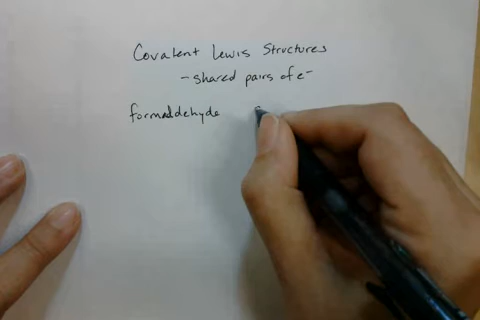 Covalent Lewis Structures
- shared pairs of e-
formaldehyde